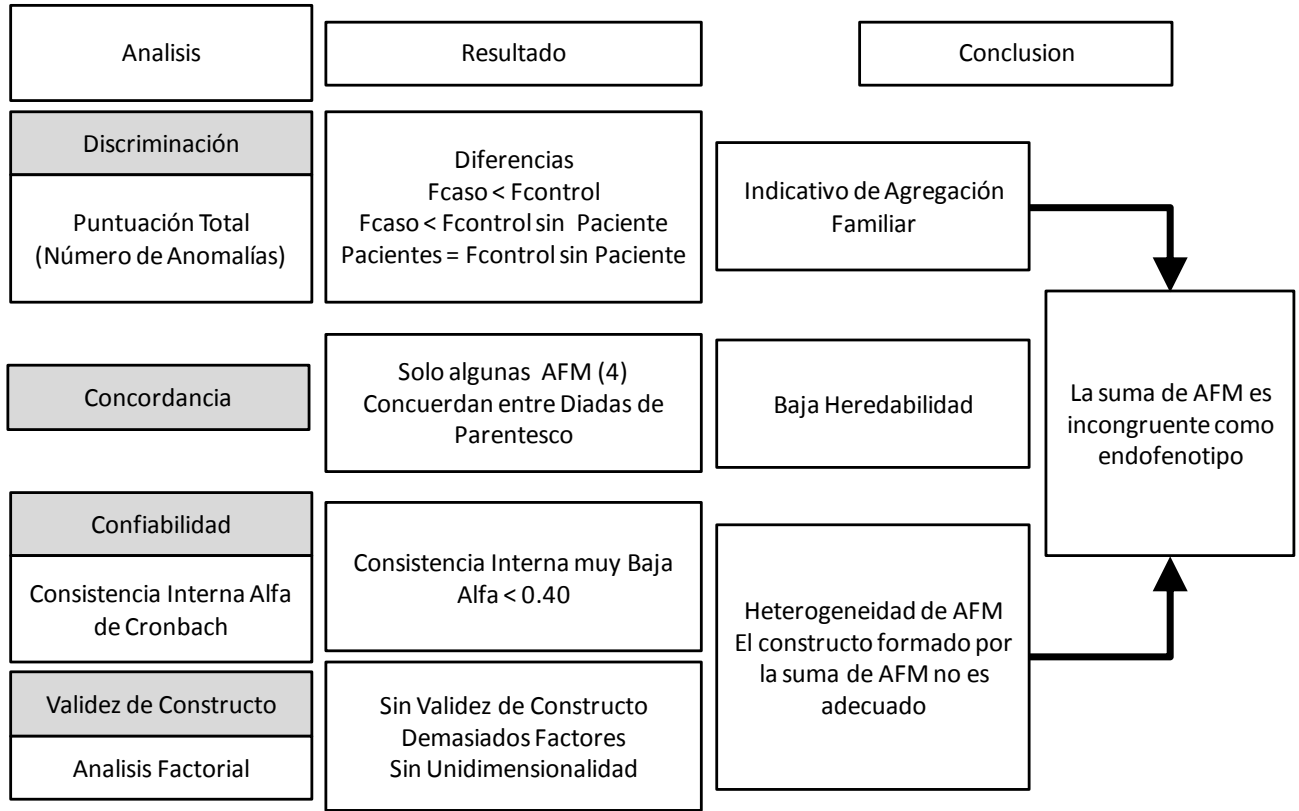 Analisis
Resultado
Conclusion
Discriminación
Puntuación Total
(Número de Anomalías)
Diferencias
Fcaso < Fcontrol
Fcaso < Fcontrol sin Paciente
Pacientes = Fcontrol sin Paciente
Indicativo de Agregación
Familiar
Concordancia
Solo algunas AFM (4)
Concuerdan entre Diadas de
Parentesco
Baja Heredabilidad
La suma de AFM es
incongruente como
endofenotipo
Confiabilidad
Consistencia Interna Alfa
de Cronbach
Consistencia Interna muy Baja
Alfa < 0.40
Heterogeneidad de AFM
El constructo formado por
la suma de AFM no es
adecuado
Validez de Constructo
Analisis Factorial
Sin Validez de Constructo
Demasiados Factores
Sin Unidimensionalidad